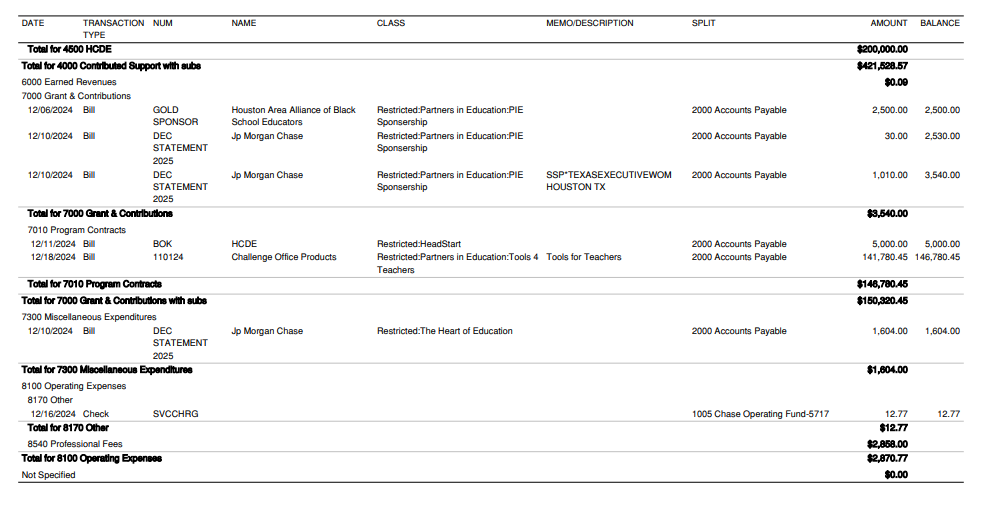 DATE TRANSACTION TYPE NUM NAME CLASS MEMO/DESCRIPTION SPLIT AMOUNT BALANCE
Total for 4500 HCDE $200,000.00
Total for 4000 Contributed Support with subs $421,528.57
6000 Earned Revenues $0.09
7000 Grant & Contributions
12/06/2024 Bill GOLD SPONSOR Houston Area Alliance of Black School Educators Restricted:Partners in Education:PIE Sponsership 2000 Accounts Payable 2,500.00 2,500.00
12/10/2024 Bill DEC STATEMENT 2025 Jp Morgan Chase Restricted:Partners in Education:PIE Sponsership 2000 Accounts Payable 30.00 2,530.00
12/10/2024 Bill DEC STATEMENT 2025 Jp Morgan Chase Restricted:Partners in Education:PIE Sponsership SSP*TEXASEXECUTIVEWOM HOUSTON TX 2000 Accounts Payable 1,010.00 3,540.00
Total for 7000 Grant & Contributions $3,540.00
7010 Program Contracts
12/11/2024 Bill BOK HCDE Restricted:HeadStart 2000 Accounts Payable 5,000.00 5,000.00
12/18/2024 Bill 110124 Challenge Office Products Restricted:Partners in Education:Tools 4 Teachers Tools for Teachers 2000 Accounts Payable 141,780.45 146,780.45
Total for 7010 Program Contracts $146,780.45
Total for 7000 Grant & Contributions with subs $150,320.45
7300 Miscellaneous Expenditures
12/10/2024 Bill DEC STATEMENT 2025 Jp Morgan Chase Restricted:The Heart of Education 2000 Accounts Payable 1,604.00 1,604.00
Total for 7300 Miscellaneous Expenditures $1,604.00
8100 Operating Expenses
8170 Other
12/16/2024 Check SVCCHRG 1005 Chase Operating Fund-5717 12.77 12.77
Total for 8170 Other $12.77
8540 Professional Fees $2,858.00
Total for 8100 Operating Expenses $2,870.77
Not Specified $0.00